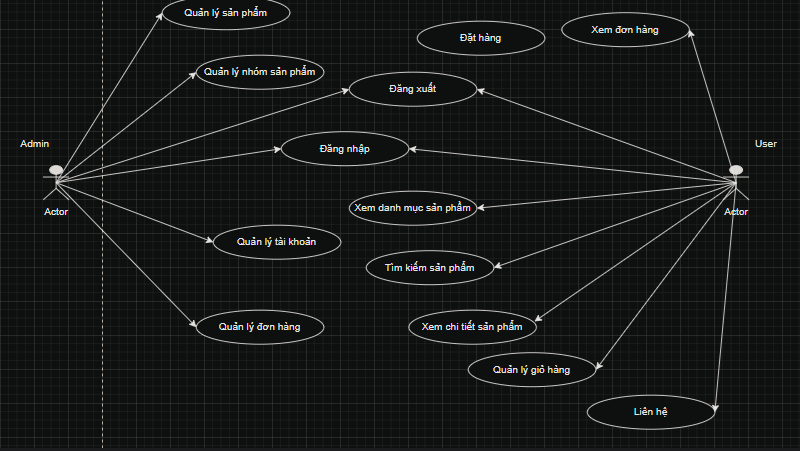 Quản lý sản phẩm
Xem đơn hàng
Đặt hàng
Quản lý nhóm sản phẩm
Đăng xuất
Admin
Đăng nhập
User
Xem danh mục sản phẩm
Actor
Actor
Quản lý tài khoản
Tìm kiếm sản phẩm
Quản lý đơn hàng
Xem chi tiết sản phẩm
Quản lý giỏ hàng
Liên hệ